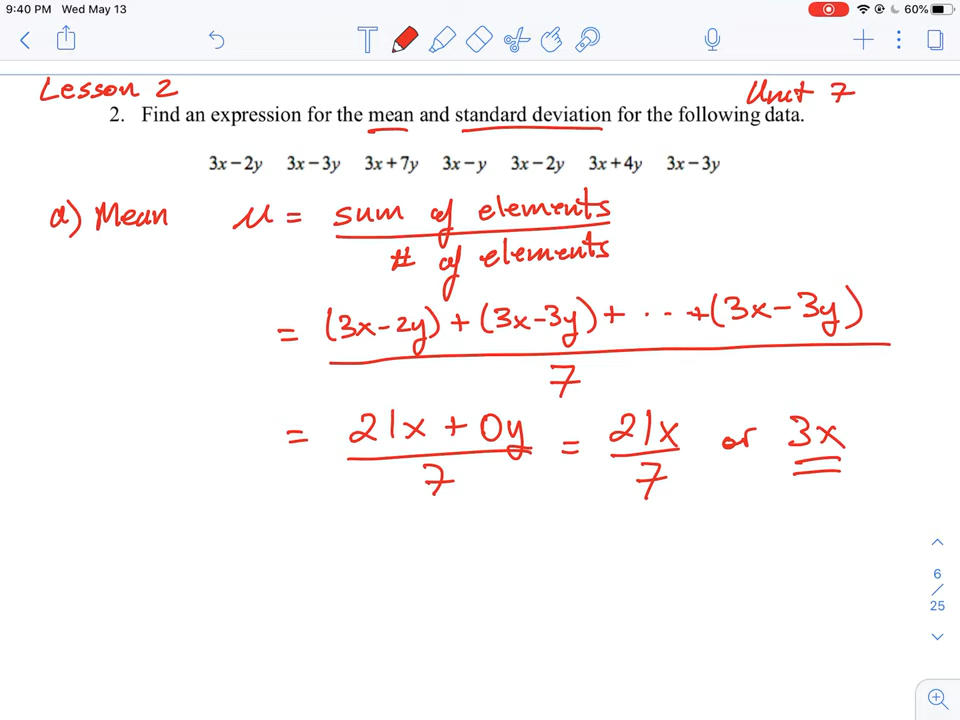 9:40 PM Wed May 13 60%
T
Lesson 2 Unit 7
2. Find an expression for the mean and standard deviation for the following data.
3x − 2y 3x − 3y 3x + 7y 3x − y 3x − 2y 3x + 4y 3x − 3y
a) Mean μ = sum of elements
# of elements
= (3x − 2y) + (3x − 3y) + ... + (3x − 3y)
7
= 21x + 0y = 21x or 3x
7 7
6
/
25